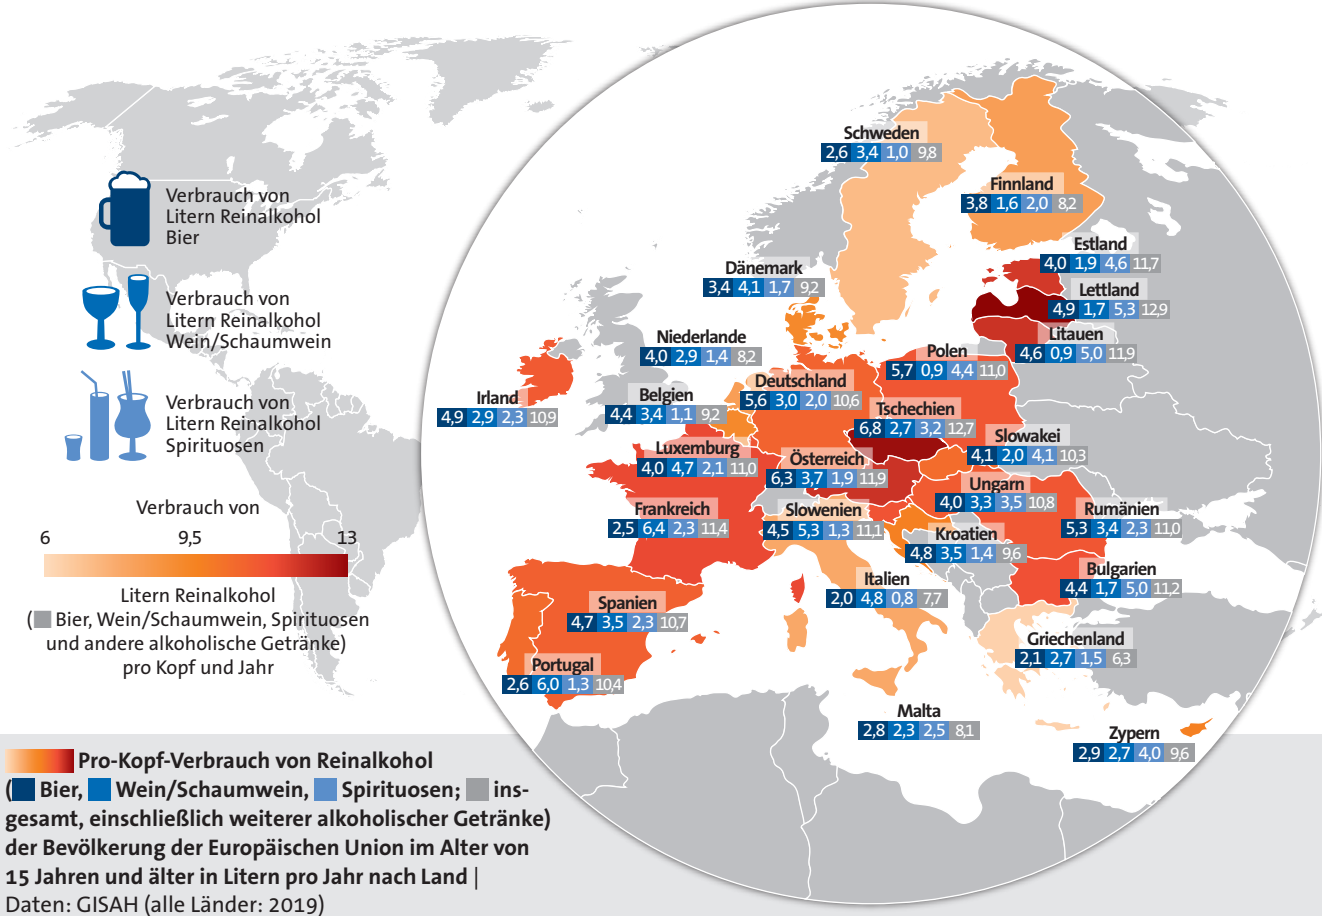 Verbrauch von
Litern Reinalkohol
Bier
Verbrauch von
Litern Reinalkohol
Wein/Schaumwein
Verbrauch von
Litern Reinalkohol
Spirituosen
Verbrauch von
6 9,5 13
Litern Reinalkohol
( Bier, Wein/Schaumwein, Spirituosen
und andere alkoholische Getränke)
pro Kopf und Jahr
Schweden
2,6 3,4 1,0 9,8
Finnland
3,8 1,6 2,0 8,2
Estland
4,0 1,9 4,6 11,7
Dänemark
3,4 4,1 1,7 9,2
Lettland
4,9 1,7 5,3 12,9
Litauen
4,6 0,9 5,0 11,9
Niederlande
4,0 2,9 1,4 8,2
Polen
5,7 0,9 4,4 11,0
Irland
4,9 2,9 2,3 10,9
Belgien
4,4 3,4 1,1 9,2
Deutschland
5,6 3,0 2,0 10,6
Tschechien
6,8 2,7 3,2 12,7
Luxemburg
4,0 4,7 2,1 11,0
Österreich
6,3 3,7 1,9 11,9
Slowakei
4,1 2,0 4,1 10,3
Ungarn
4,0 3,3 3,5 10,8
Frankreich
2,5 6,4 2,3 11,4
Slowenien
4,5 5,3 1,3 11,1
Rumänien
5,3 3,4 2,3 11,0
Kroatien
4,8 3,5 1,4 9,6
Italien
2,0 4,8 0,8 7,7
Bulgarien
4,4 1,7 5,0 11,2
Spanien
4,7 3,5 2,3 10,7
Griechenland
2,1 2,7 1,5 6,3
Portugal
2,6 6,0 1,3 10,4
Malta
2,8 2,3 2,5 8,1
Zypern
2,9 2,7 4,0 9,6
Pro-Kopf-Verbrauch von Reinalkohol
( Bier, Wein/Schaumwein, Spirituosen; ins-
gesamt, einschließlich weiterer alkoholischer Getränke)
der Bevölkerung der Europäischen Union im Alter von
15 Jahren und älter in Litern pro Jahr nach Land |
Daten: GISAH (alle Länder: 2019)